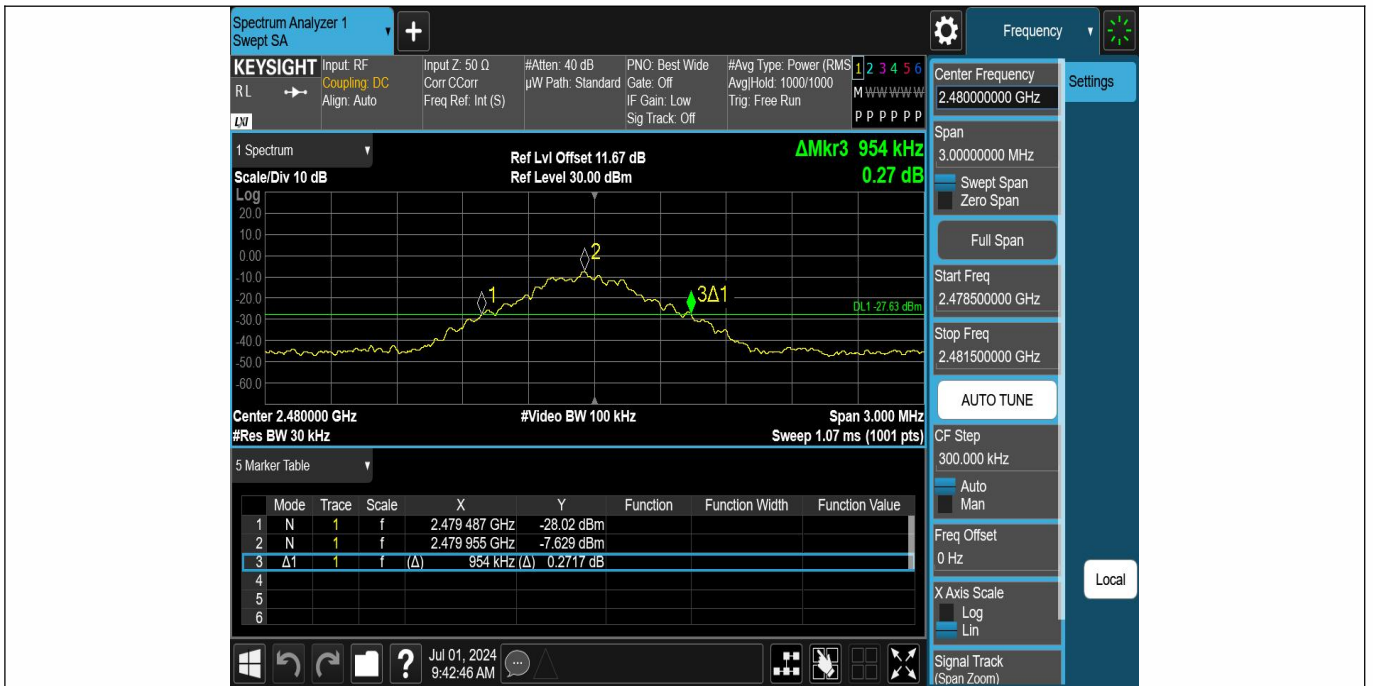 Spectrum Analyzer 1
Swept SA
+
Frequency
KEYSIGHT
RL
LXI
Input: RF
Coupling: DC
Align: Auto
Input Z: 50 Ω
Corr CCorr
Freq Ref: Int (S)
#Atten: 40 dB
µW Path: Standard
PNO: Best Wide
Gate: Off
IF Gain: Low
Sig Track: Off
#Avg Type: Power (RMS
Avg|Hold: 1000/1000
Trig: Free Run
1 2 3 4 5 6
M W W W W W
P P P P P P
1 Spectrum
Scale/Div 10 dB
Ref Lvl Offset 11.67 dB
Ref Level 30.00 dBm
ΔMkr3 954 kHz
0.27 dB
Log
20.0
10.0
0.00
-10.0
-20.0
-30.0
-40.0
-50.0
-60.0
1
2
3Δ1
DL1 -27.63 dBm
Center 2.480000 GHz
#Video BW 100 kHz
Span 3.000 MHz
#Res BW 30 kHz
Sweep 1.07 ms (1001 pts)
5 Marker Table
Mode Trace Scale X Y Function Function Width Function Value
1 N 1 f 2.479 487 GHz -28.02 dBm
2 N 1 f 2.479 955 GHz -7.629 dBm
3 Δ1 1 f (Δ) 954 kHz (Δ) 0.2717 dB
4
5
6
?
Jul 01, 2024
9:42:46 AM
Center Frequency
2.480000000 GHz
Settings
Span
3.00000000 MHz
Swept Span
Zero Span
Full Span
Start Freq
2.478500000 GHz
Stop Freq
2.481500000 GHz
AUTO TUNE
CF Step
300.000 kHz
Auto
Man
Freq Offset
0 Hz
X Axis Scale
Log
Lin
Local
Signal Track
(Span Zoom)